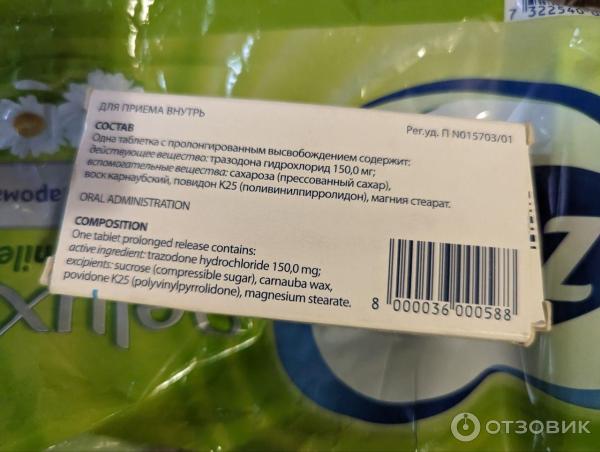 7 322540
ДЛЯ ПРИЕМА ВНУТРЬ
Рег.уд. П N015703/01
СОСТАВ
Одна таблетка с пролонгированным высвобождением содержит:
действующее вещество: тразодона гидрохлорид 150,0 мг;
вспомогательные вещества: сахароза (прессованный сахар),
воск карнаубский, повидон К25 (поливинилпирролидон), магния стеарат.
ORAL ADMINISTRATION
COMPOSITION
One tablet prolonged release contains:
active ingredient: trazodone hydrochloride 150,0 mg;
excipients: sucrose (compressible sugar), carnauba wax,
povidone K25 (polyvinylpyrrolidone), magnesium stearate.
8 000036 000588
арома
ОТЗОВИК